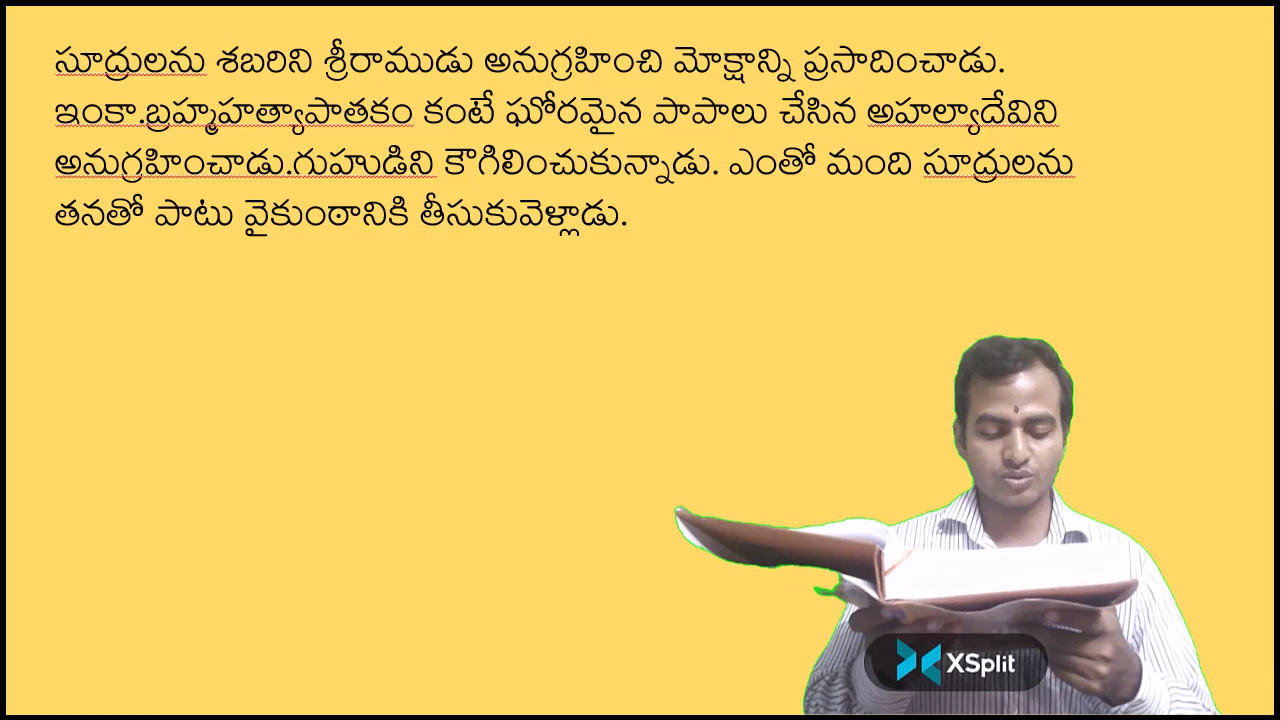 సూద్రులను శబరిని శ్రీరాముడు అనుగ్రహించి మోక్షాన్ని ప్రసాదించాడు.
ఇంకా.బ్రహ్మహత్యాపాతకం కంటే ఘోరమైన పాపాలు చేసిన అహల్యాదేవిని
అనుగ్రహించాడు.గుహుడిని కౌగిలించుకున్నాడు. ఎంతో మంది సూద్రులను
తనతో పాటు వైకుంఠానికి తీసుకువెళ్లాడు.
XSplit